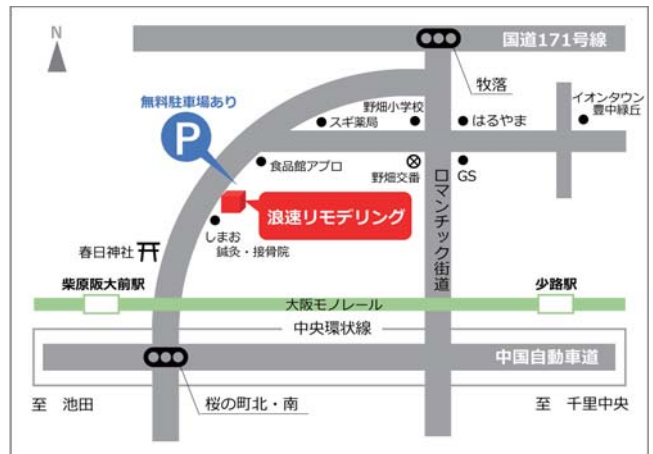 N
国道171号線
牧落
無料駐車場あり
P
野畑小学校
イオンタウン
豊中緑丘
スギ薬局
はるやま
食品館アプロ
野畑交番
GS
ロマンチック街道
浪速リモデリング
しまお
鍼灸・接骨院
春日神社
柴原阪大前駅
少路駅
大阪モノレール
中央環状線
中国自動車道
至 池田
桜の町北・南
至 千里中央